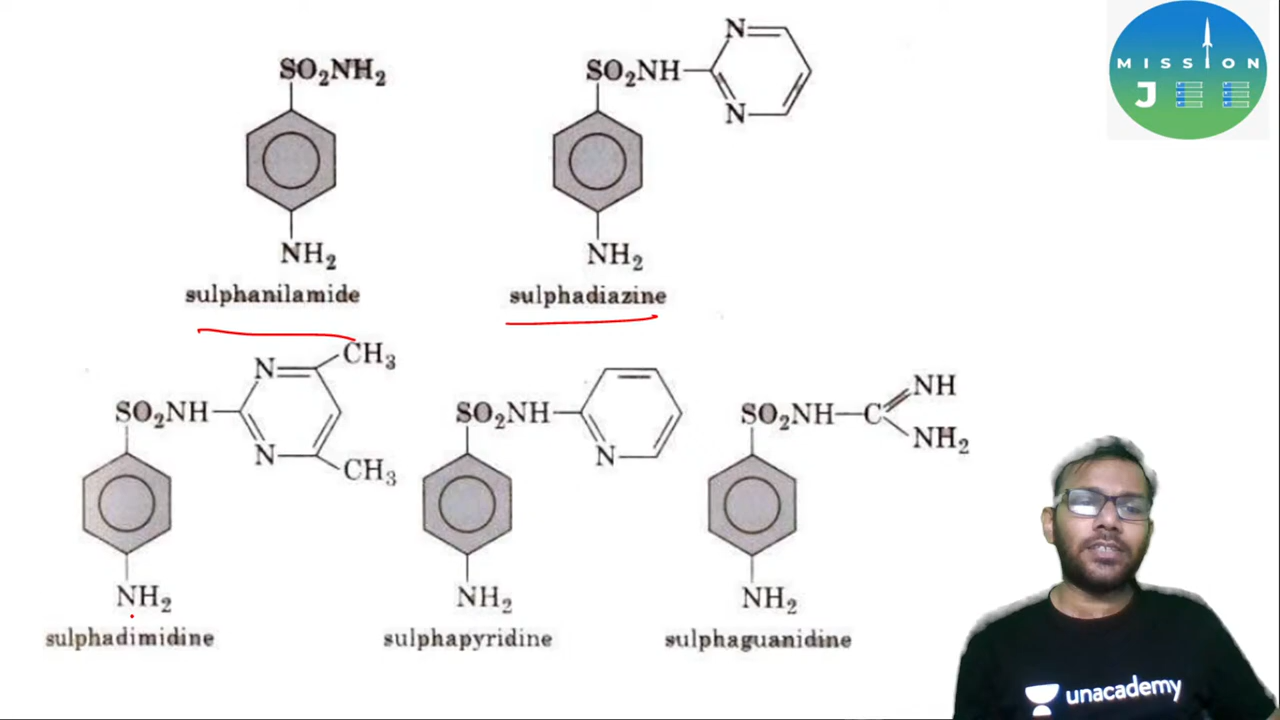 SO2NH2
NH2
sulphanilamide
SO2NH
N
N
NH2
sulphadiazine
SO2NH
N
N
CH3
CH3
NH2
sulphadimidine
SO2NH
N
NH2
sulphapyridine
SO2NH—C
NH
NH2
NH2
sulphaguanidine
MISSION
JEE
unacademy